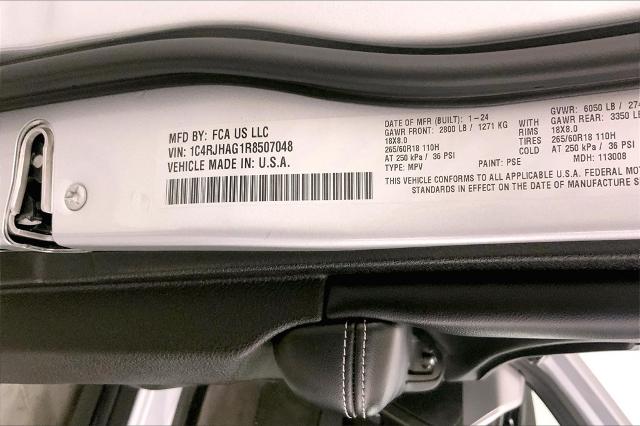 MFD BY: FCA US LLC
VIN: 1C4RJHAG1R8507048
VEHICLE MADE IN U.S.A.
DATE OF MFR (BUILT): 1-24
GAWR FRONT: 2800 LB / 1271 KG
18X8.0
265/60R18 110H
AT 250 kPa / 36 PSI
TYPE: MPV
PAINT: PSE
WITH
RIMS
TIRES
COLD
GVWR: 6050 LB / 274
GAWR REAR: 3350 LB
18X8.0
265/60R18 110H
AT 250 kPa / 36 PSI
MDH: 113008
THIS VEHICLE CONFORMS TO ALL APPLICABLE U.S.A. FEDERAL MOT
STANDARDS IN EFFECT ON THE DATE OF MANUFACTURE S